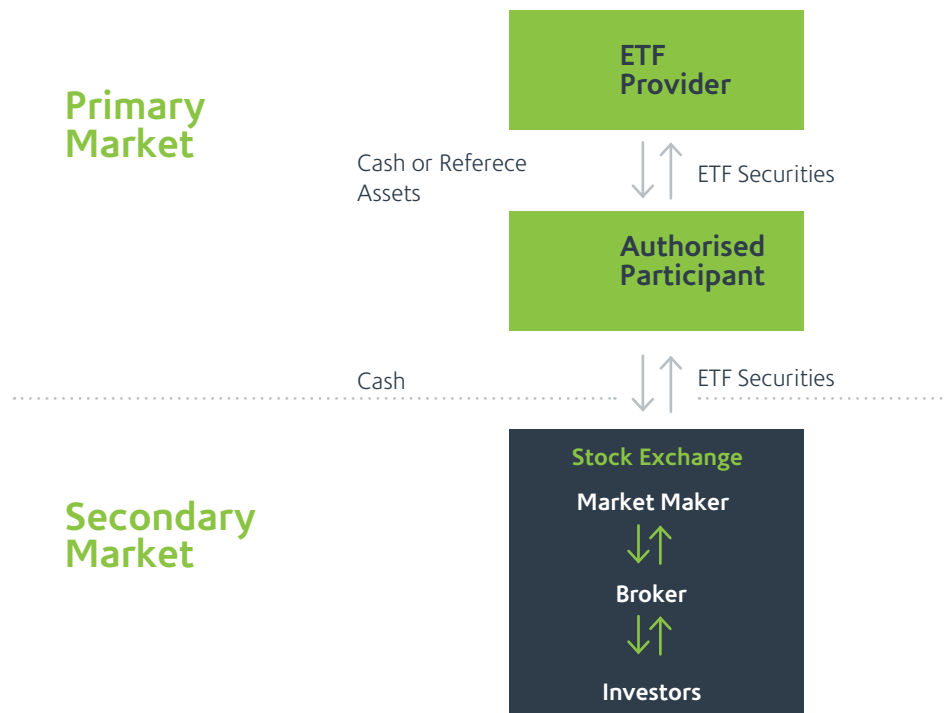 ETF
Provider
Primary
Market
Cash or Referece
Assets
ETF Securities
Authorised
Participant
Cash
ETF Securities
Stock Exchange
Market Maker
Secondary
Market
Broker
Investors